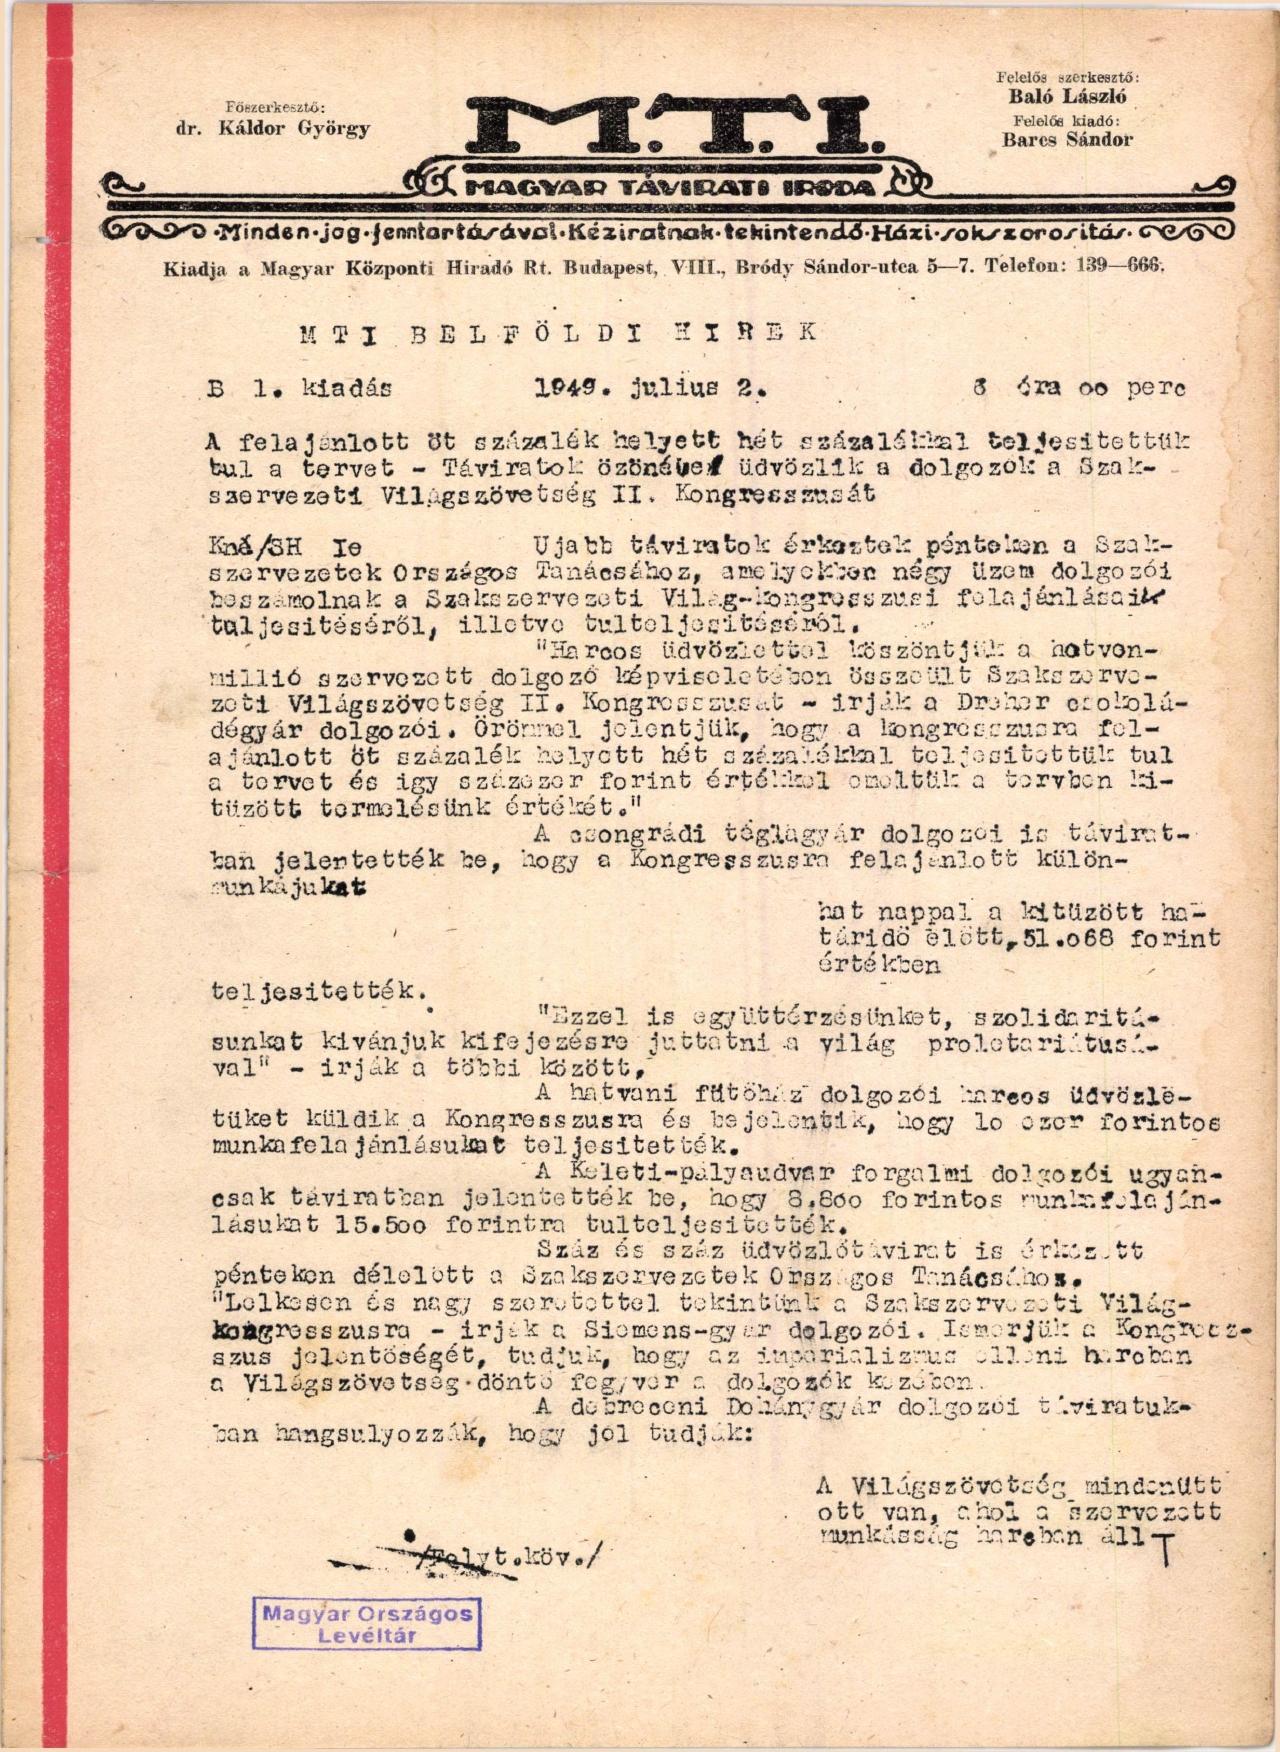 Főszerkesztő:
dr. Káldor György
M.T.I.
Felelős szerkesztő:
Baló László
Felelős kiadó:
Barcs Sándor
MAGYAR TÁVIRATI IRODA
·Minden·jog·fenntartásával·Kéziratnak·tekintendő·Házi·sokszorosítás·
Kiadja a Magyar Központi Hiradó Rt. Budapest, VIII., Bródy Sándor-utca 5—7. Telefon: 139—666.
MTI BELFÖLDI HIREK
B 1. kiadás 1949. julius 2. 8 óra oo perc
A felajánlott öt százalék helyett hét százalékkal teljesitettük
tul a tervet - Táviratok özönével üdvözlik a dolgozók a Szak-
szervezeti Világszövetség II. Kongresszusát
Kné/SH Ie Ujabb táviratok érkeztek pénteken a Szak-
szervezetek Országos Tanácsához, amelyekben négy üzem dolgozói
beszámolnak a Szakszervezeti Világ-kongresszusi felajánlásaik
tuljesitéséről, illetve tulteljesitéséről.
"Harcos üdvözlettel köszöntjük a hatvan-
millió szervezett dolgozó képviseletében összeült Szakszerve-
zeti Világszövetség II. Kongresszusát - irják a Dreher csokolá-
dégyár dolgozói. Örömmel jelentjük, hogy a kongresszusra fel-
ajánlott öt százalék helyett hét százalékkal teljesitettük tul
a tervet és igy százezer forint értékkel emeltük a tervben ki-
tüzött termelésünk értékét."
A csongrádi téglagyár dolgozói is távirat-
ban jelentették be, hogy a Kongresszusra felajánlott külön-
munkájukat
hat nappal a kitüzött ha-
táridő előtt, 51.o68 forint
értékben
teljesitették.
"Ezzel is együttérzésünket, szolidaritá-
sunkat kivánjuk kifejezésre juttatni a világ proletariátusá-
val" - irják a többi között,
A hatvani fütőház dolgozói harcos üdvözle-
tüket küldik a Kongresszusra és bejelentik, hogy lo ezer forintos
munkafelajánlásukat teljesitették.
A Keleti-pályaudvar forgalmi dolgozói ugyan-
csak táviratban jelentették be, hogy 8.8oo forintos munkafelaján-
lásukat 15.5oo forintra tulteljesitették.
Száz és száz üdvözlőtávirat is érkezett
pénteken délelött a Szakszervezetek Országos Tanácsához.
"Lelkesen és nagy szeretettel tekintünk a Szakszervezeti Világ-
kongresszusra - irják a Siemens-gyár dolgozói. Ismerjük a Kongresz-
szus jelentöségét, tudjuk, hogy az imperializmus elleni harcban
a Világszövetség döntő fegyver a dolgozók kezében.
A debreceni Dohánygyár dolgozói táviratuk-
ban hangsulyozzák, hogy jól tudják:
A Világszövetség mindenütt
ott van, ahol a szervezett
munkásság harcban áll
/Folyt.köv./
Magyar Országos
Levéltár